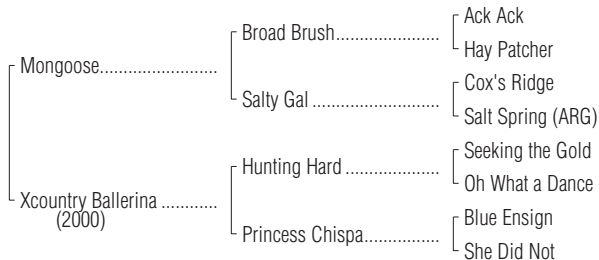 Mongoose........................
Xcountry Ballerina ............
(2000)
Broad Brush......................
Salty Gal ...........................
Hunting Hard ....................
Princess Chispa................
Ack Ack
Hay Patcher
Cox's Ridge
Salt Spring (ARG)
Seeking the Gold
Oh What a Dance
Blue Ensign
She Did Not